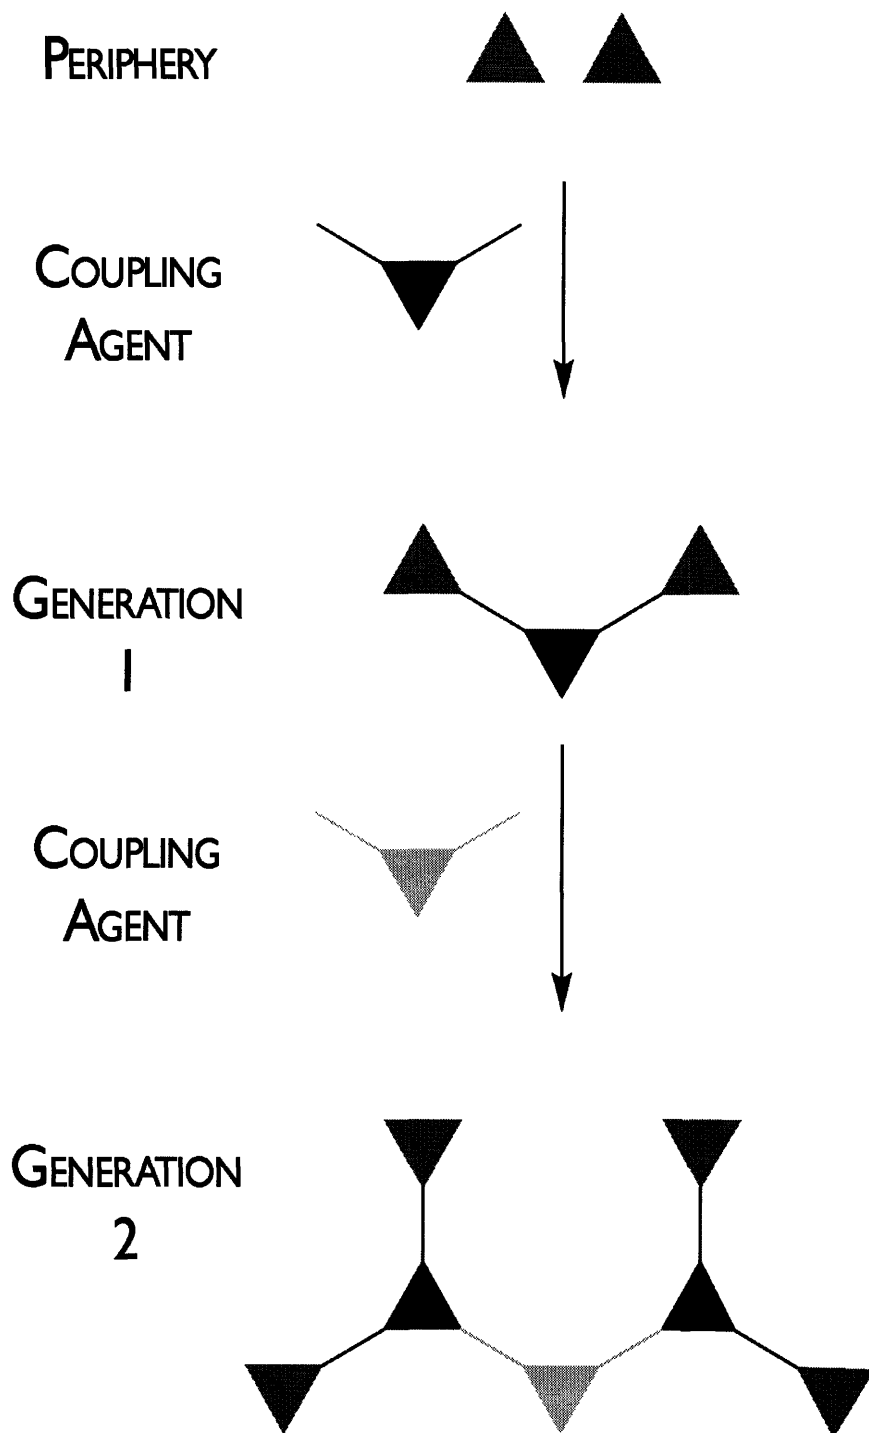 PERIPHERY
COUPLING
AGENT
GENERATION
1
COUPLING
AGENT
GENERATION
2